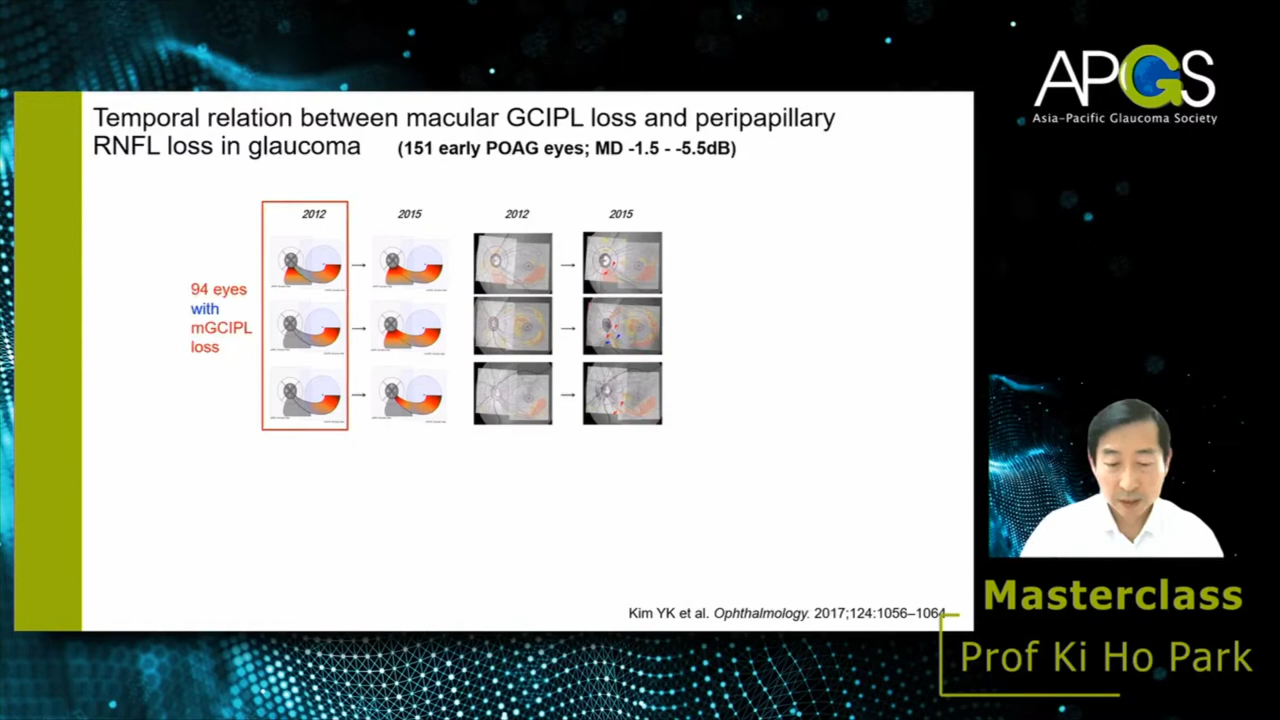 APGS
Asia-Pacific Glaucoma Society
Temporal relation between macular GCIPL loss and peripapillary
RNFL loss in glaucoma (151 early POAG eyes; MD -1.5 - -5.5dB)
2012 2015 2012 2015
94 eyes
with
mGCIPL
loss
Kim YK et al. Ophthalmology. 2017;124:1056–1064
Masterclass
Prof Ki Ho Park